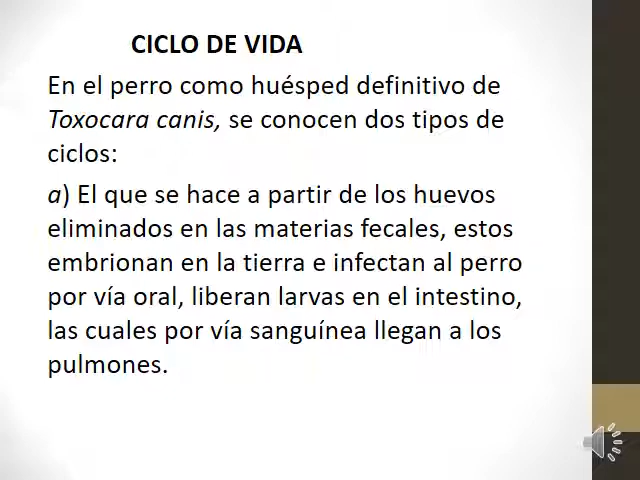 CICLO DE VIDA
En el perro como huésped definitivo de
Toxocara canis, se conocen dos tipos de
ciclos:
a) El que se hace a partir de los huevos
eliminados en las materias fecales, estos
embrionan en la tierra e infectan al perro
por vía oral, liberan larvas en el intestino,
las cuales por vía sanguínea llegan a los
pulmones.